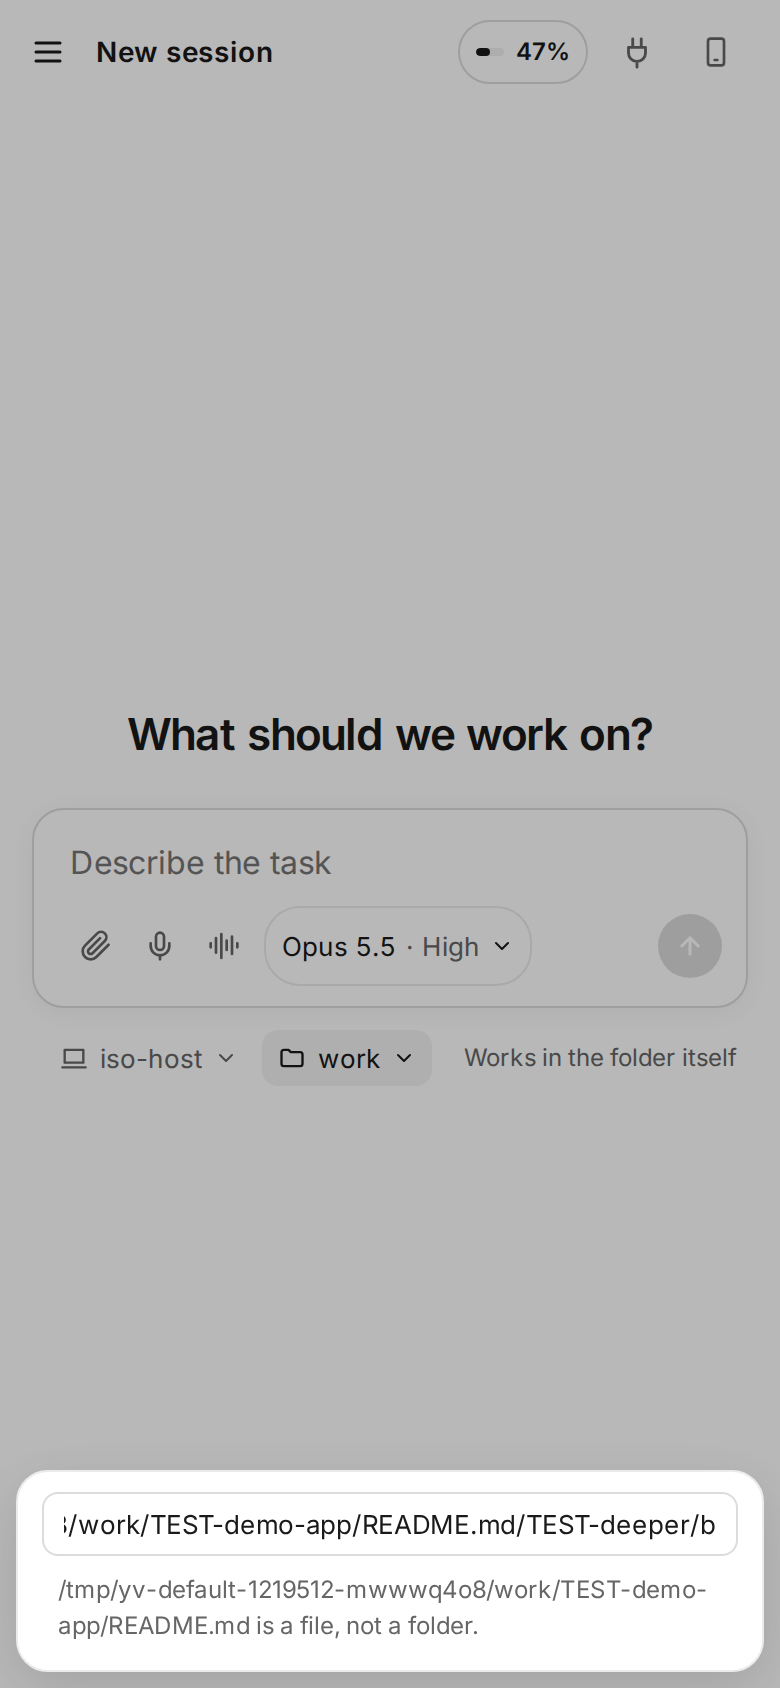 New session
47%
What should we work on?
Describe the task
Opus 5.5 · High
iso-host
work
Works in the folder itself
/work/TEST-demo-app/README.md/TEST-deeper/b
/tmp/yv-default-1219512-mwwwq4o8/work/TEST-demo-
app/README.md is a file, not a folder.